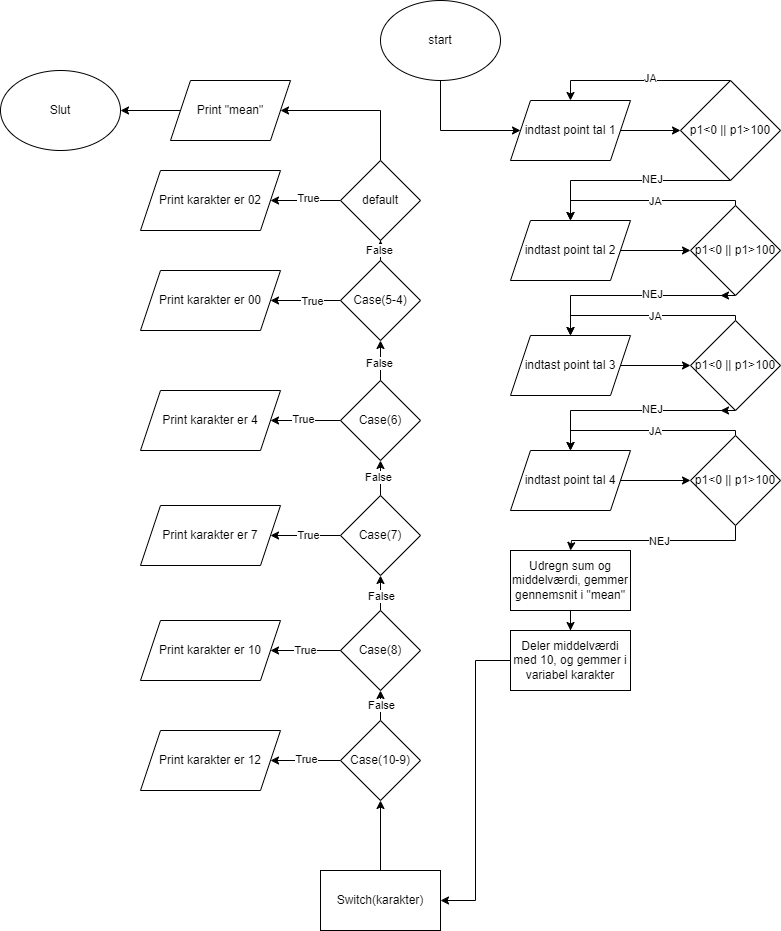 start
JA
indtast point tal 1
p1<0 || p1>100
NEJ
JA
indtast point tal 2
p1<0 || p1>100
NEJ
JA
indtast point tal 3
p1<0 || p1>100
NEJ
JA
indtast point tal 4
p1<0 || p1>100
NEJ
Udregn sum og
middelværdi, gemmer
gennemsnit i "mean"
Deler middelværdi
med 10, og gemmer i
variabel karakter
Switch(karakter)
Case(10-9)
True
Print karakter er 12
False
Case(8)
True
Print karakter er 10
False
Case(7)
True
Print karakter er 7
False
Case(6)
True
Print karakter er 4
False
Case(5-4)
True
Print karakter er 00
False
default
True
Print karakter er 02
Print "mean"
Slut